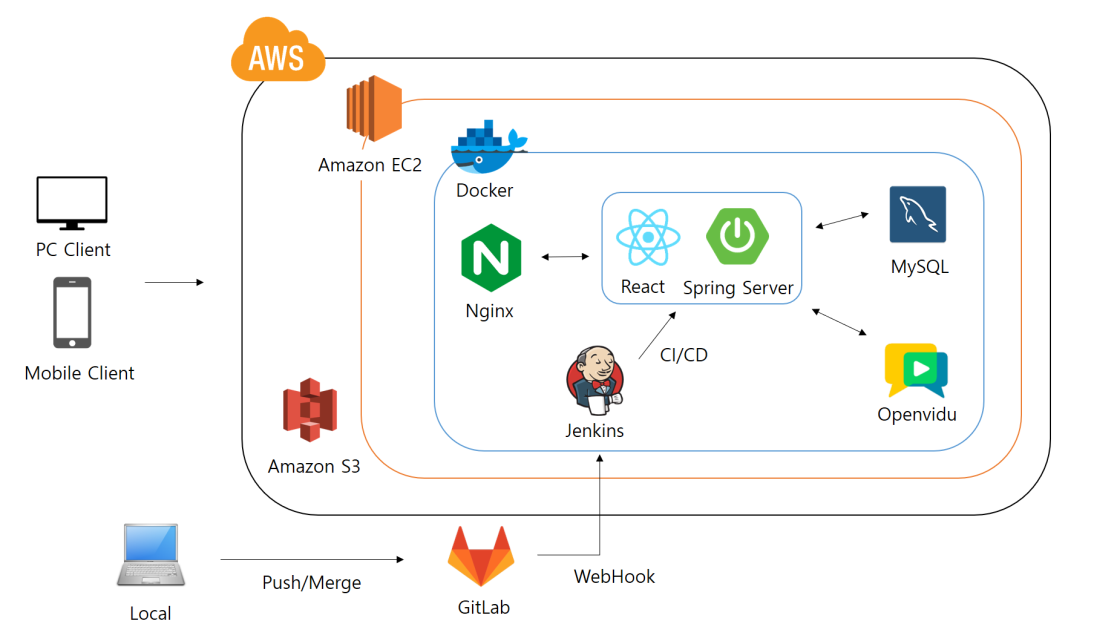 AWS
Amazon EC2
Docker
PC Client
Nginx
React
Spring Server
MySQL
CI/CD
Mobile Client
Jenkins
Openvidu
Amazon S3
Push/Merge
WebHook
Local
GitLab